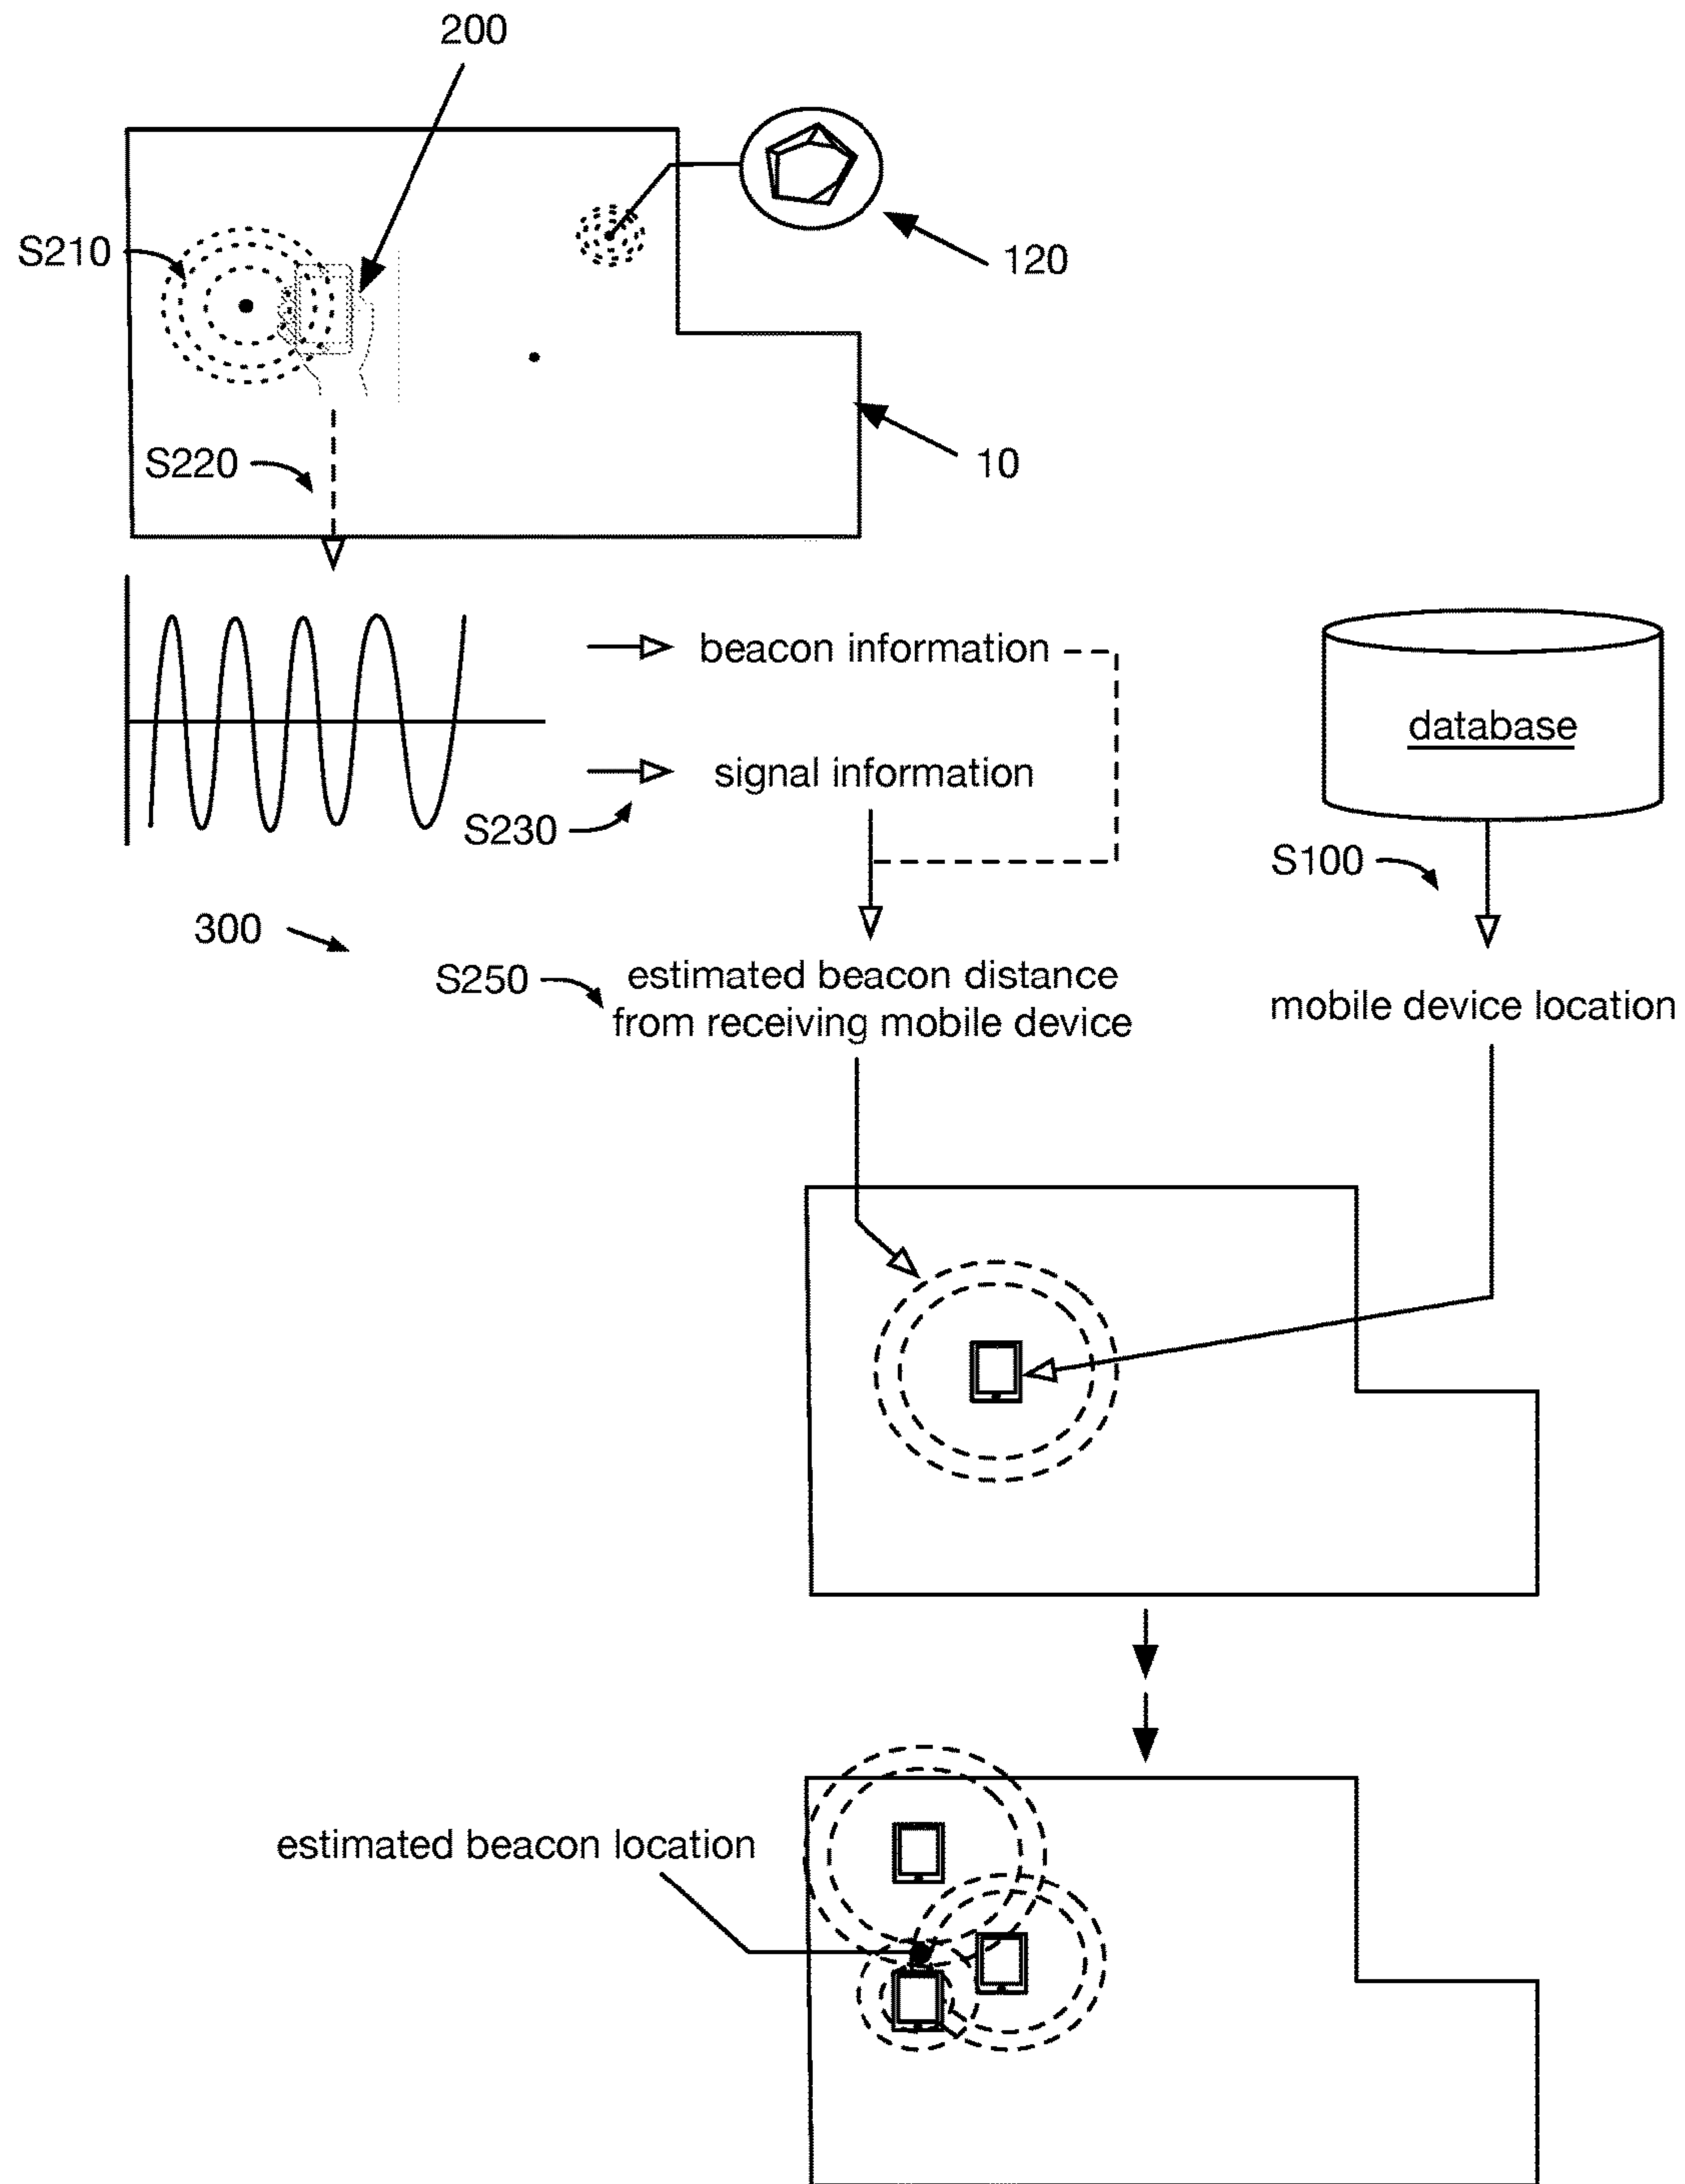 200
S210
120
S220
10
beacon information
database
signal information
S230
S100
300
S250
estimated beacon distance
from receiving mobile device
mobile device location
estimated beacon location